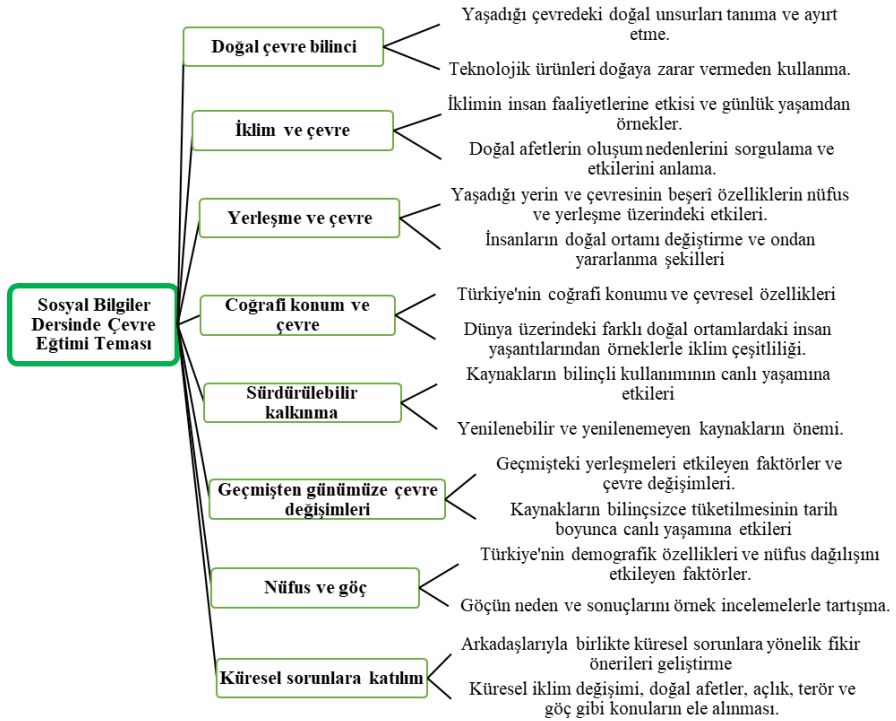 Sosyal Bilgiler
Dersinde Çevre
Eğtimi Teması
Doğal çevre bilinci
Yaşadığı çevredeki doğal unsurları tanıma ve ayırt
etme.
Teknolojik ürünleri doğaya zarar vermeden kullanma.
İklim ve çevre
İklimin insan faaliyetlerine etkisi ve günlük yaşamdan
örnekler.
Doğal afetlerin oluşum nedenlerini sorgulama ve
etkilerini anlama.
Yerleşme ve çevre
Yaşadığı yerin ve çevresinin beşerî özelliklerin nüfus
ve yerleşme üzerindeki etkileri.
İnsanların doğal ortamı değiştirme ve ondan
yararlanma şekilleri
Coğrafi konum ve
çevre
Türkiye'nin coğrafi konumu ve çevresel özellikleri
Dünya üzerindeki farklı doğal ortamlardaki insan
yaşantılarından örneklerle iklim çeşitliliği.
Sürdürülebilir
kalkınma
Kaynakların bilinçli kullanımının canlı yaşamına
etkileri
Yenilenebilir ve yenilenemeyen kaynakların önemi.
Geçmişten günümüze çevre
değişimleri
Geçmişteki yerleşmeleri etkileyen faktörler ve
çevre değişimleri.
Kaynakların bilinçsizce tüketilmesinin tarih
boyunca canlı yaşamına etkileri
Nüfus ve göç
Türkiye'nin demografik özellikleri ve nüfus dağılışını
etkileyen faktörler.
Göçün neden ve sonuçlarını örnek incelemelerle tartışma.
Küresel sorunlara katılım
Arkadaşlarıyla birlikte küresel sorunlara yönelik fikir
önerileri geliştirme
Küresel iklim değişimi, doğal afetler, açlık, terör ve
göç gibi konuların ele alınması.